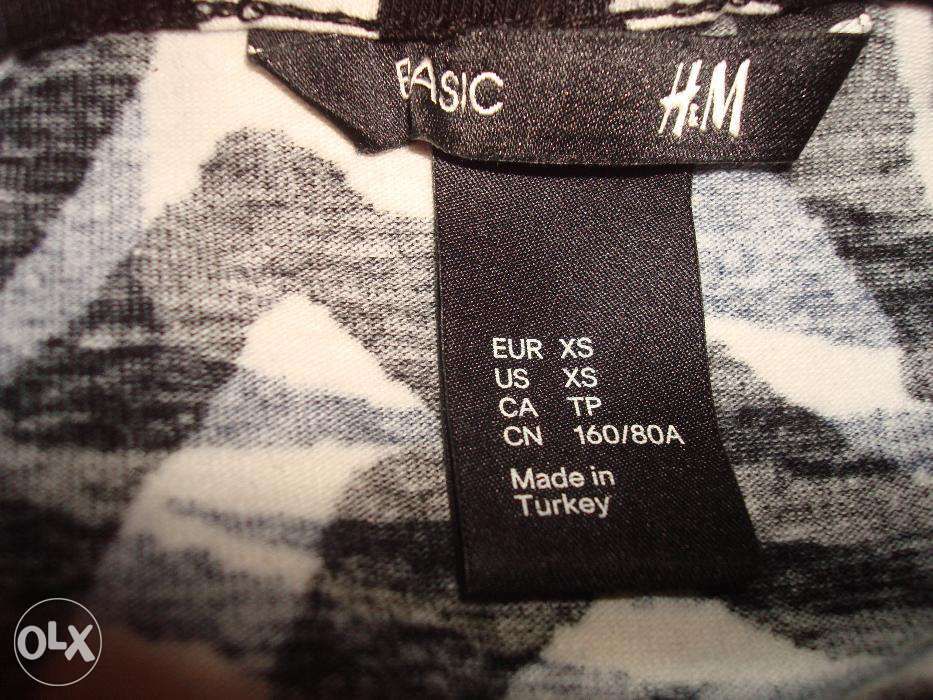 BASIC H&M
EUR XS
US XS
CA TP
CN 160/80A
Made in
Turkey
OLX